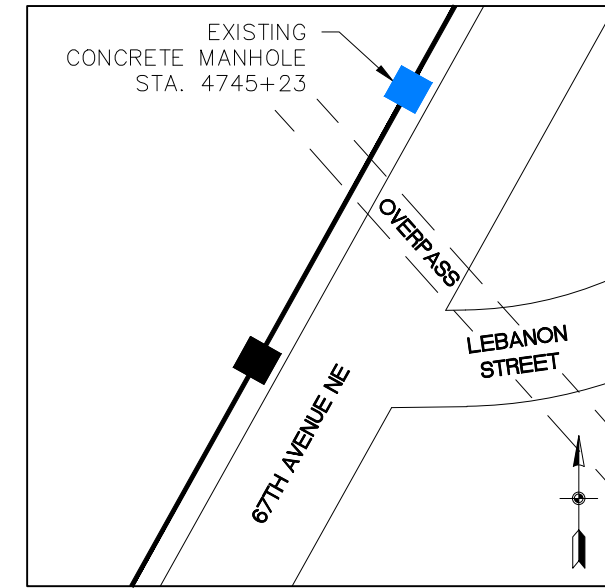 EXISTING
CONCRETE MANHOLE
STA. 4745+23
OVERPASS
LEBANON
STREET
67TH AVENUE NE